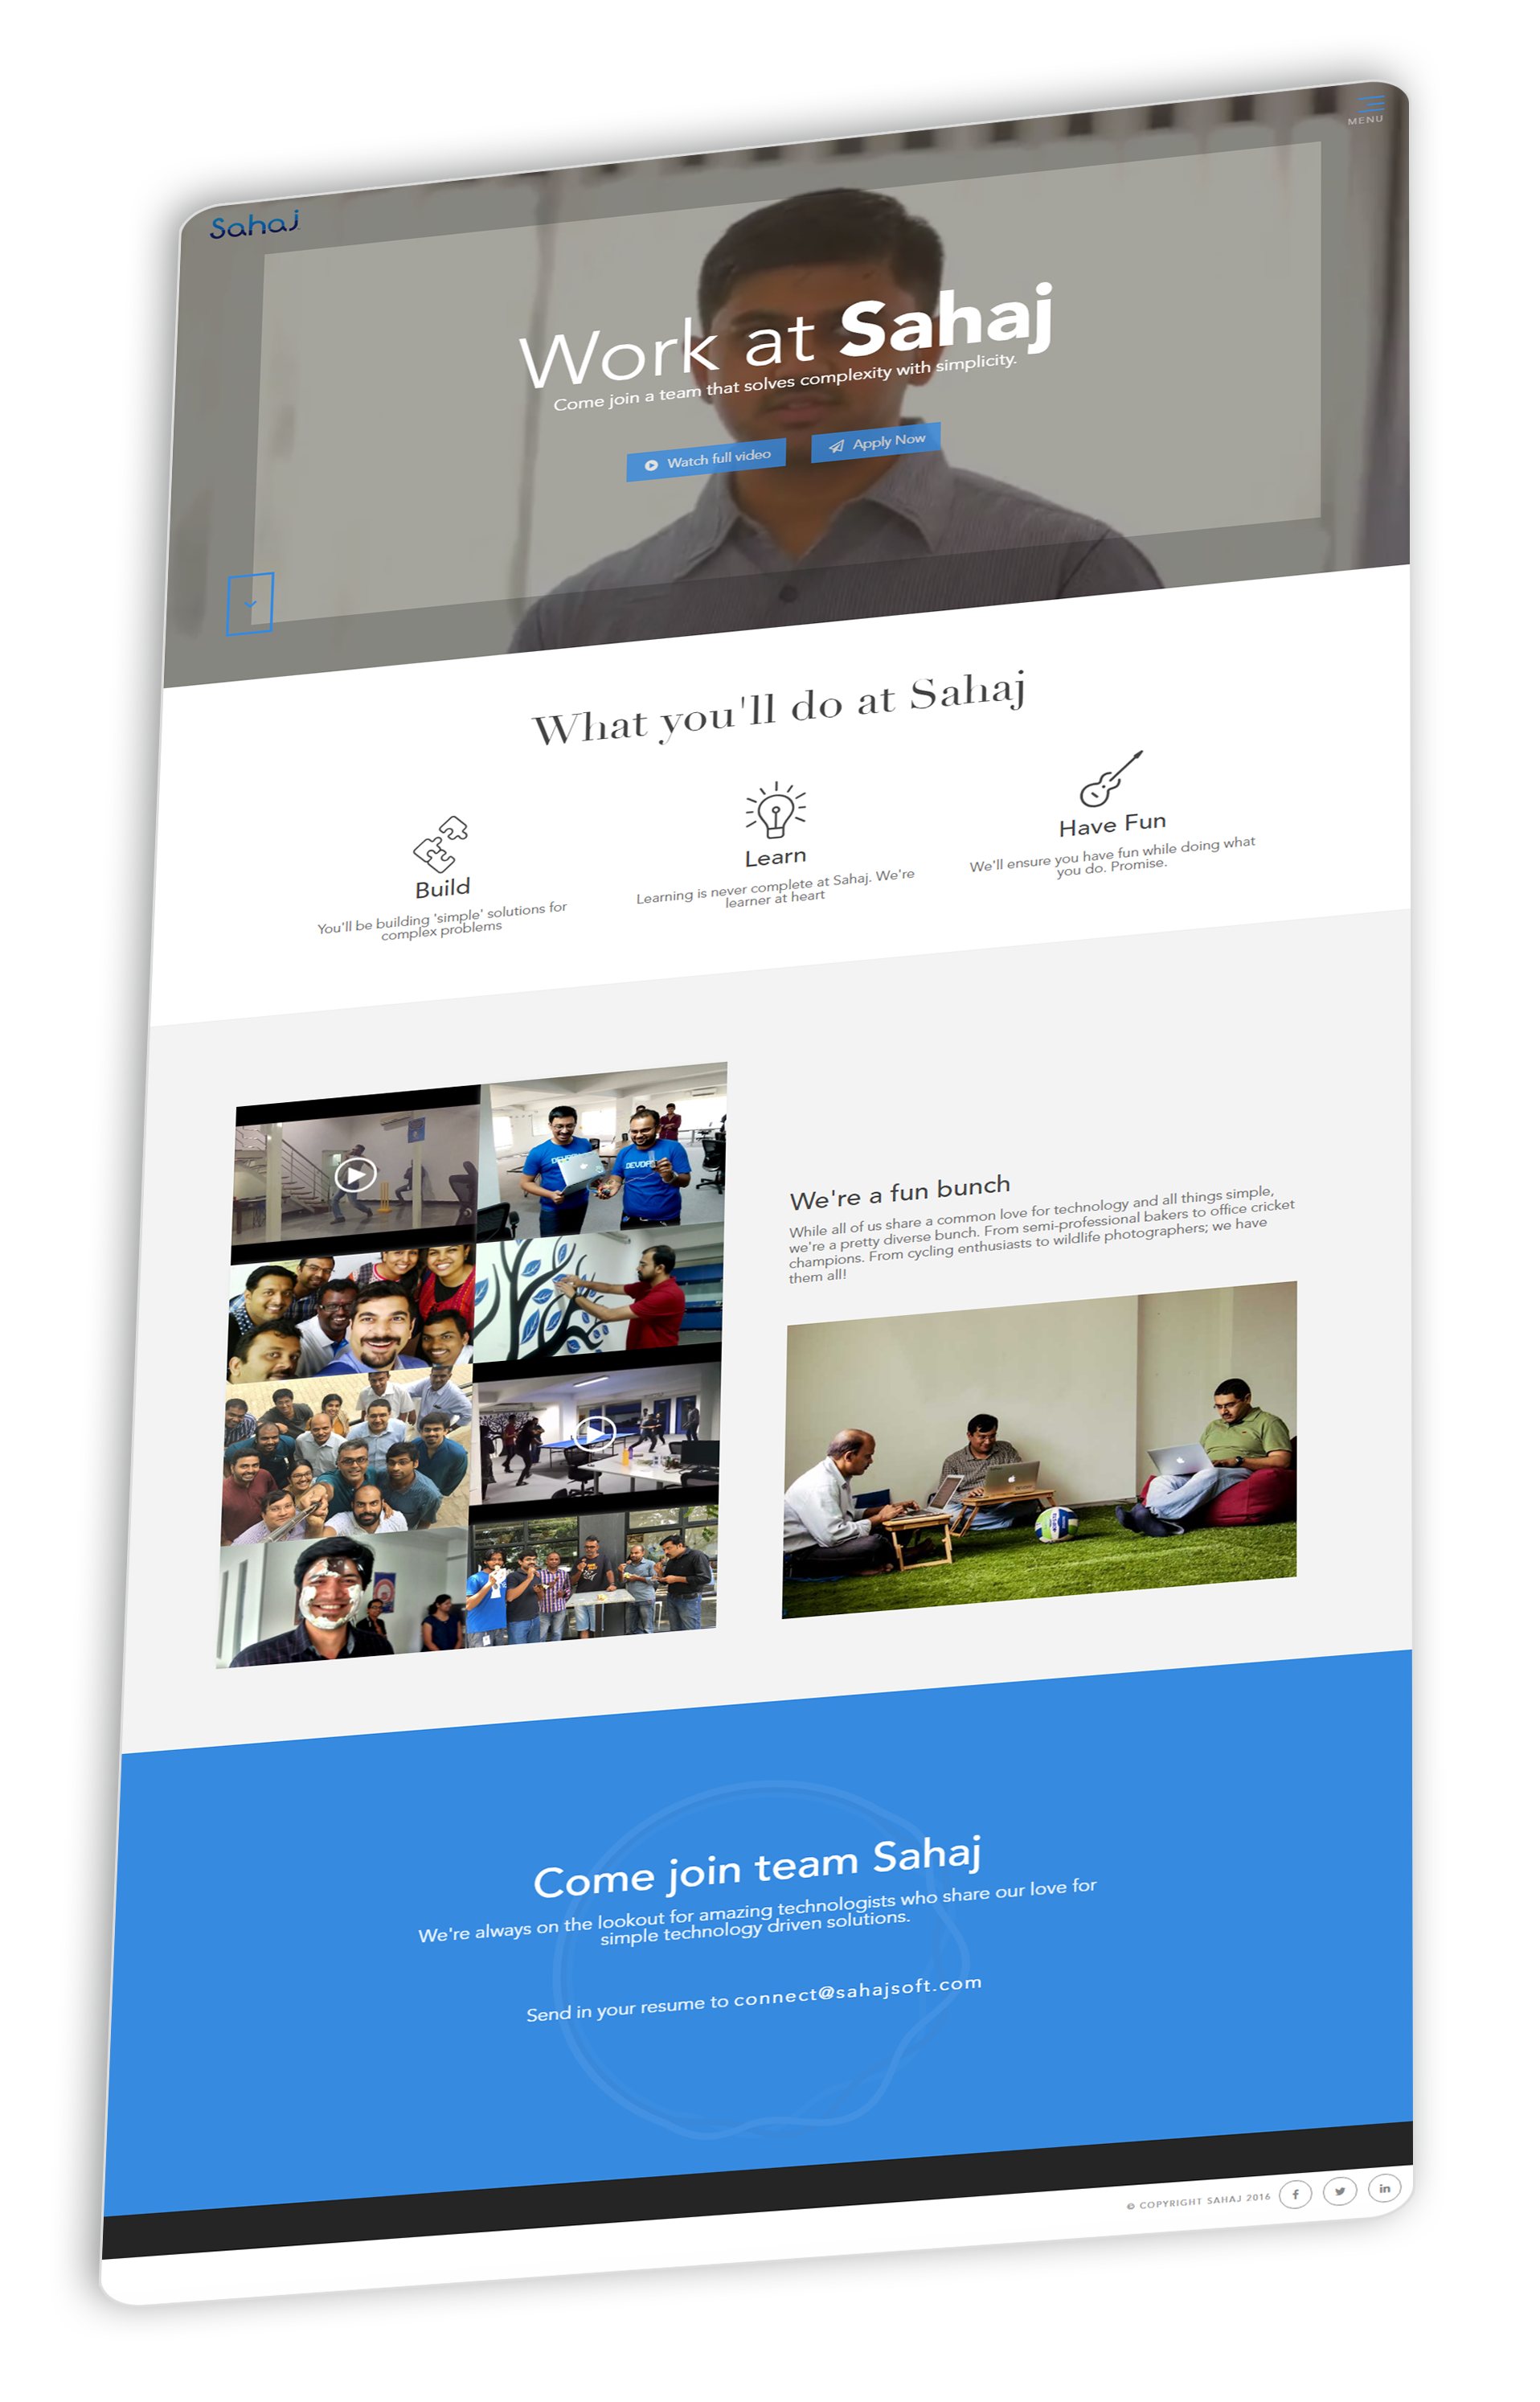 Sahaj
MENU
Work at Sahaj
Come join a team that solves complexity with simplicity.
Watch full video
Apply Now
What you'll do at Sahaj
Build
You'll be building 'simple' solutions for
complex problems
Learn
Learning is never complete at Sahaj. We're
learner at heart
Have Fun
We'll ensure you have fun while doing what
you do. Promise.
We're a fun bunch
While all of us share a common love for technology and all things simple,
we're a pretty diverse bunch. From semi-professional bakers to office cricket
champions. From cycling enthusiasts to wildlife photographers; we have
them all!
Come join team Sahaj
We're always on the lookout for amazing technologists who share our love for
simple technology driven solutions.
Send in your resume to connect@sahajsoft.com
© COPYRIGHT SAHAJ 2016